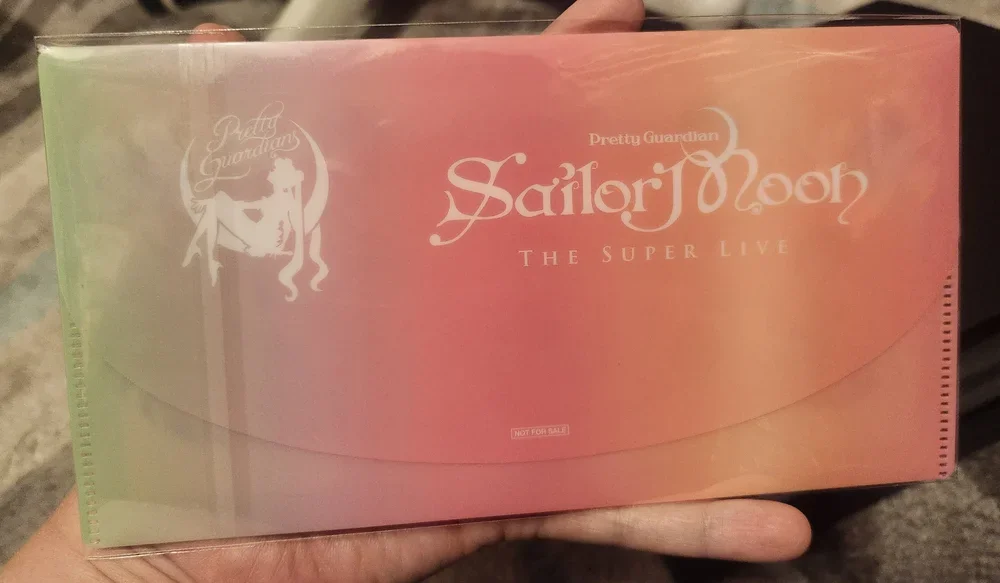 Pretty
Guardians
Pretty Guardian
Sailor Moon
THE SUPER LIVE
NOT FOR SALE